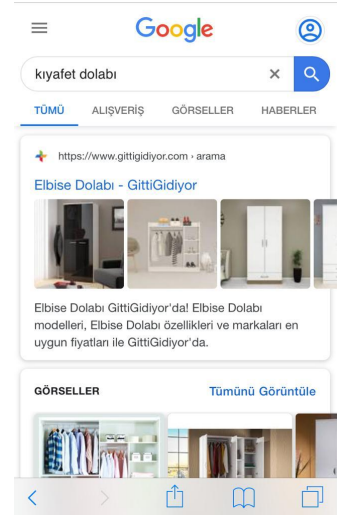 Google
kıyafet dolabı
TÜMÜ ALIŞVERİŞ GÖRSELLER HABERLER
https://www.gittigidiyor.com › arama
Elbise Dolabı - GittiGidiyor
Elbise Dolabı GittiGidiyor'da! Elbise Dolabı
modelleri, Elbise Dolabı özellikleri ve markaları en
uygun fiyatları ile GittiGidiyor'da.
GÖRSELLER Tümünü Görüntüle